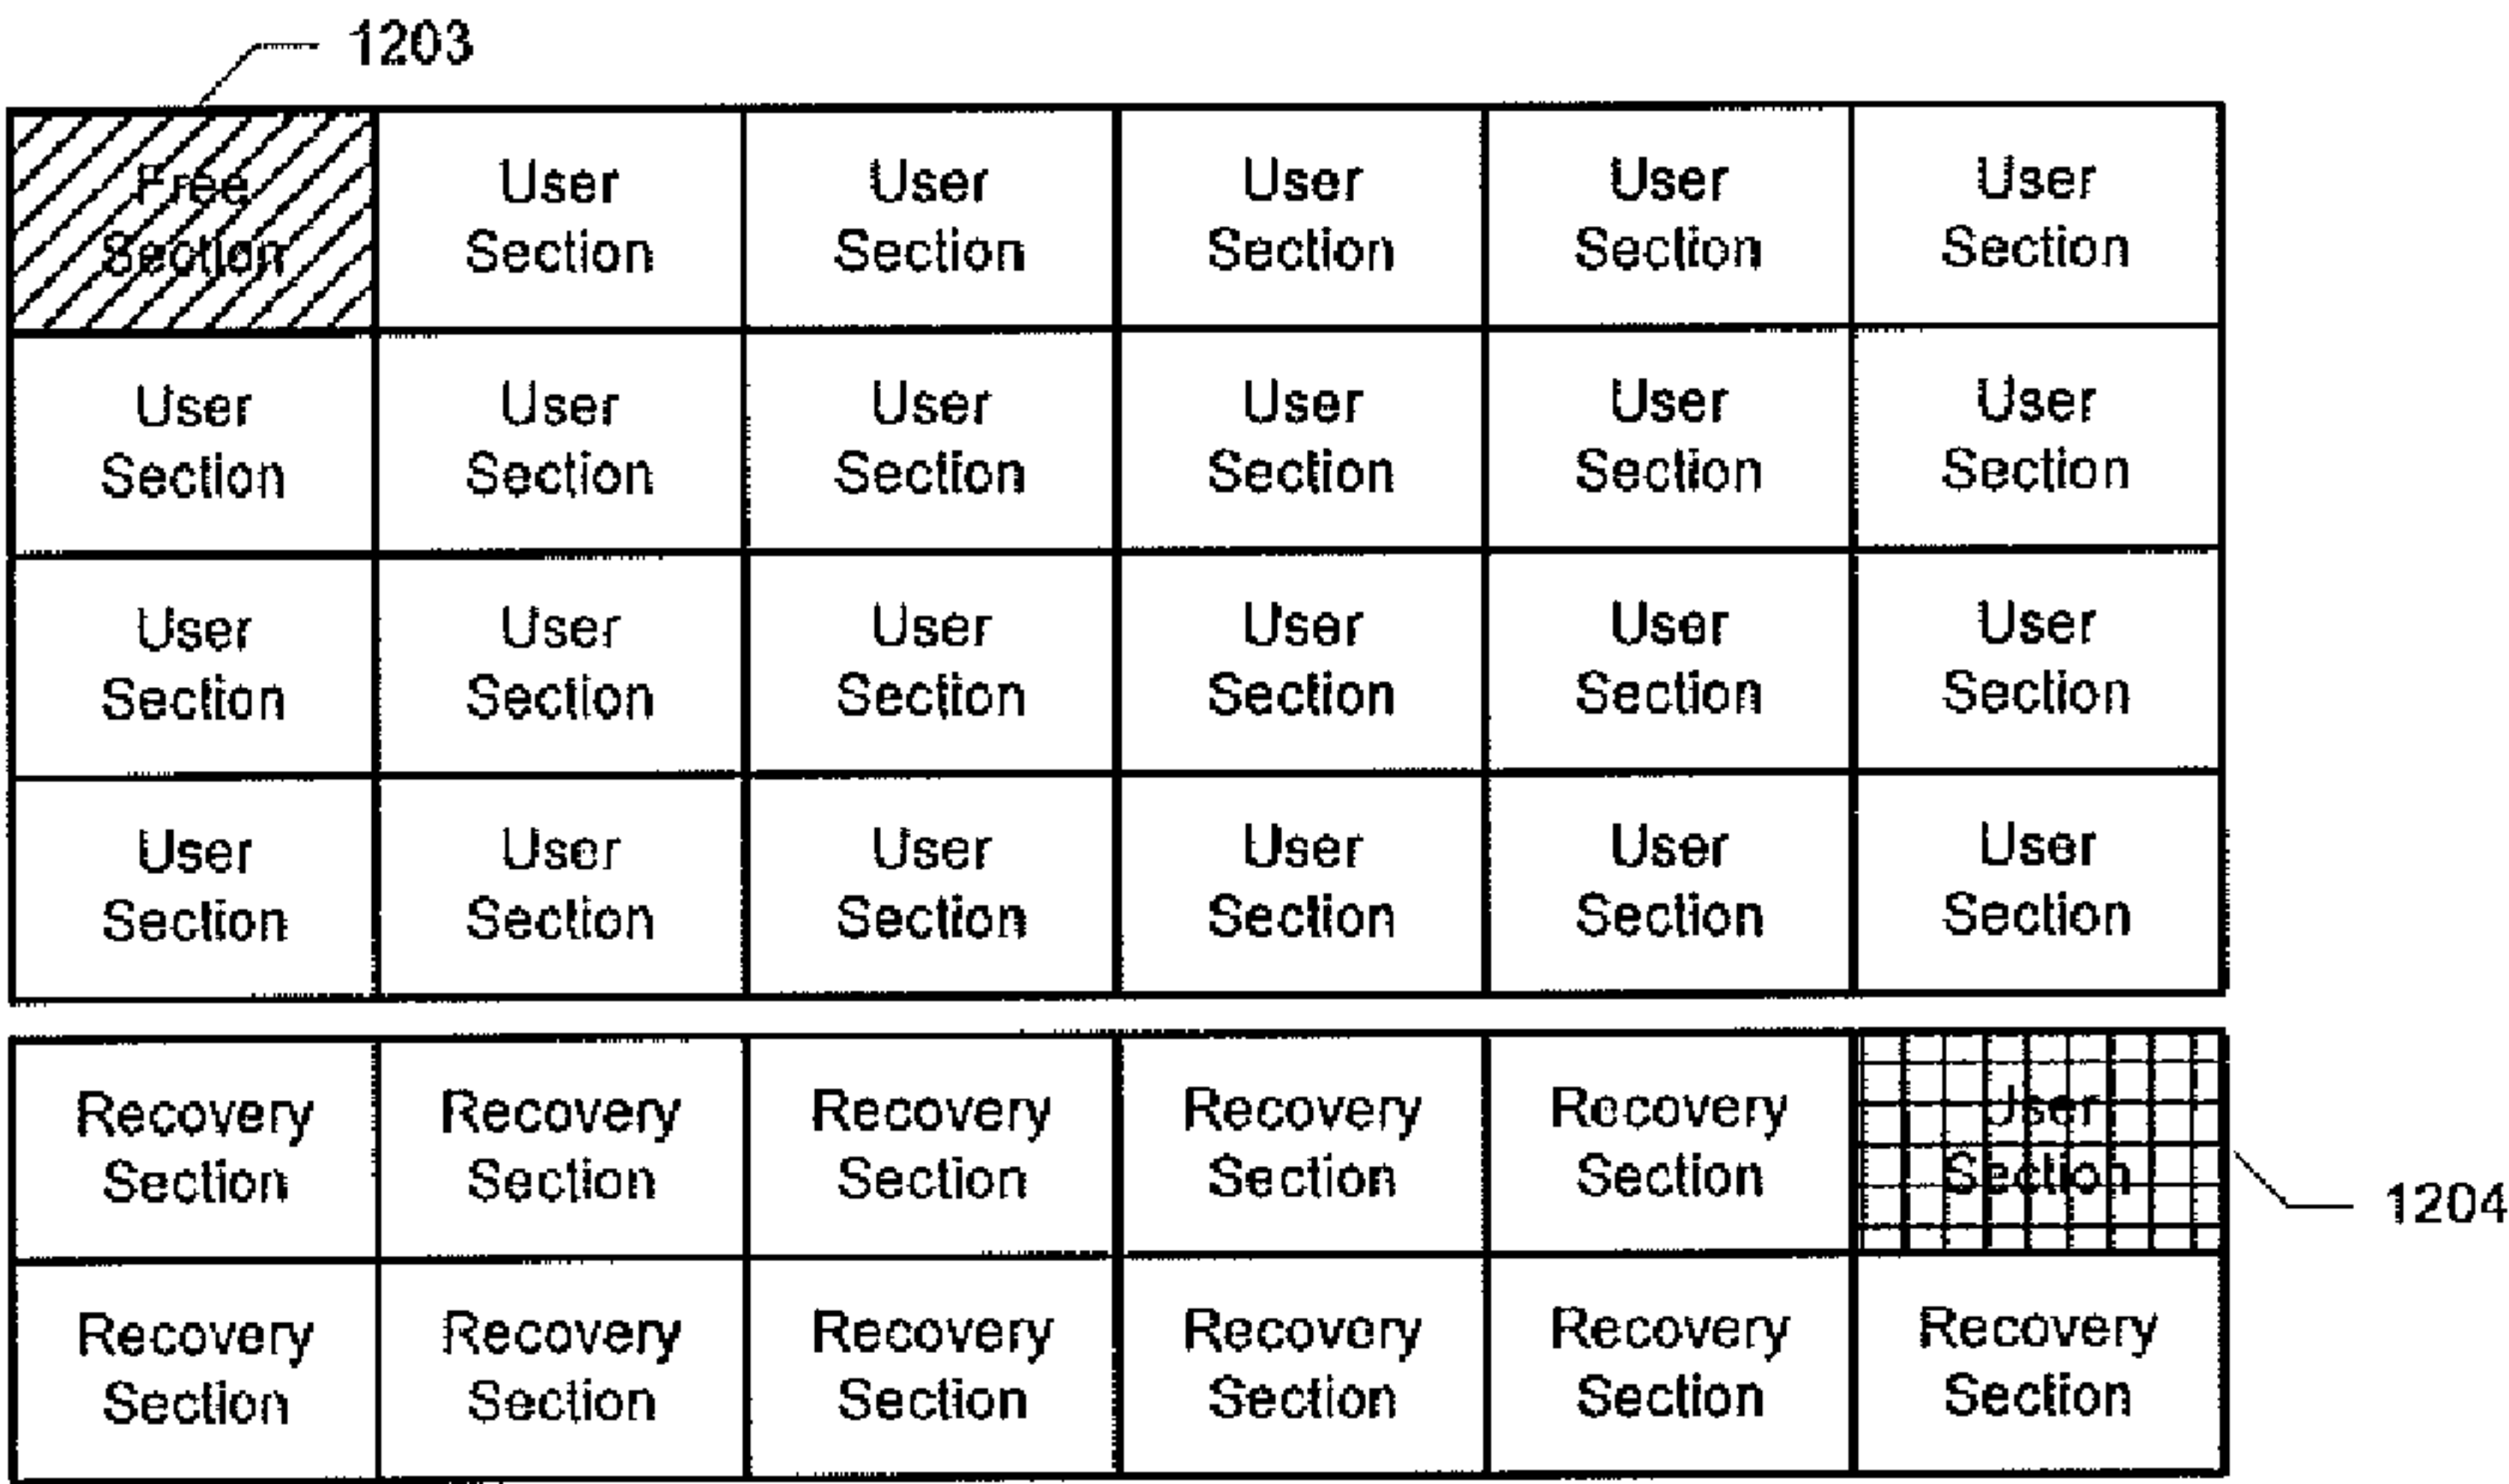 1203
Free User User User User User
Section Section Section Section Section Section
User User User User User User
Section Section Section Section Section Section
User User User User User User
Section Section Section Section Section Section
User User User User User User
Section Section Section Section Section Section
Recovery Recovery Recovery Recovery Recovery User
Section Section Section Section Section Section
1204
Recovery Recovery Recovery Recovery Recovery Recovery
Section Section Section Section Section Section